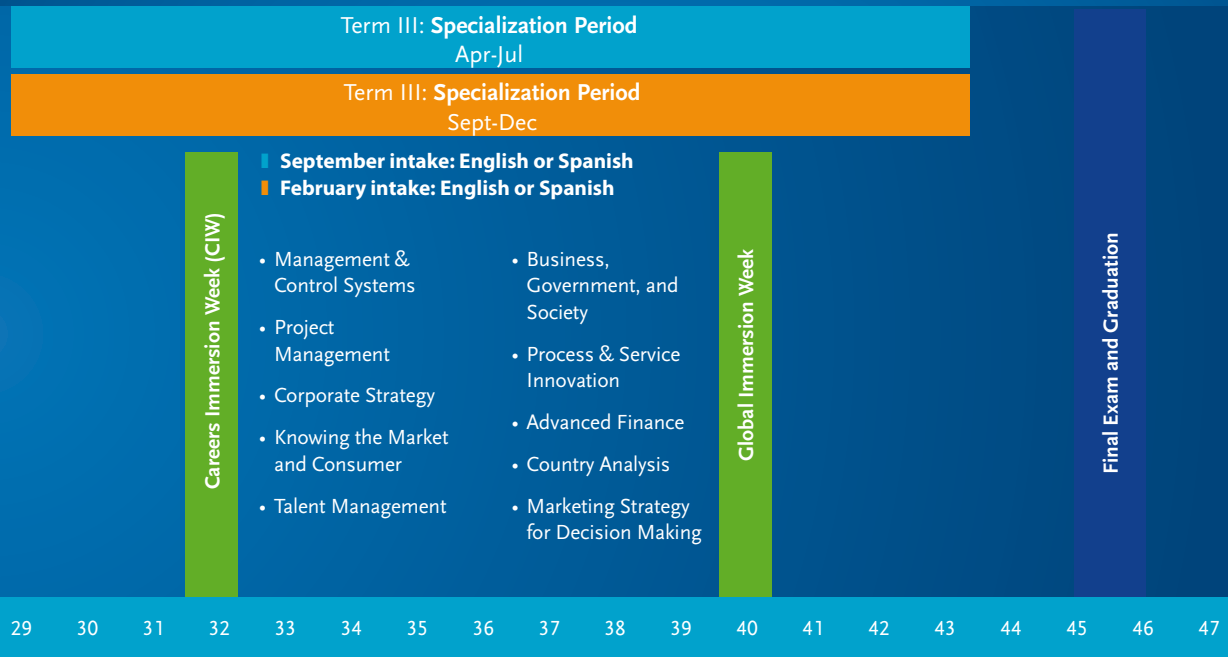 Term III: Specialization Period
Apr-Jul
Term III: Specialization Period
Sept-Dec
September intake: English or Spanish
February intake: English or Spanish
Careers Immersion Week (CIW)
• Management &
Control Systems
• Project
Management
• Corporate Strategy
• Knowing the Market
and Consumer
• Talent Management
• Business,
Government, and
Society
• Process & Service
Innovation
• Advanced Finance
• Country Analysis
• Marketing Strategy
for Decision Making
Global Immersion Week
Final Exam and Graduation
29 30 31 32 33 34 35 36 37 38 39 40 41 42 43 44 45 46 47